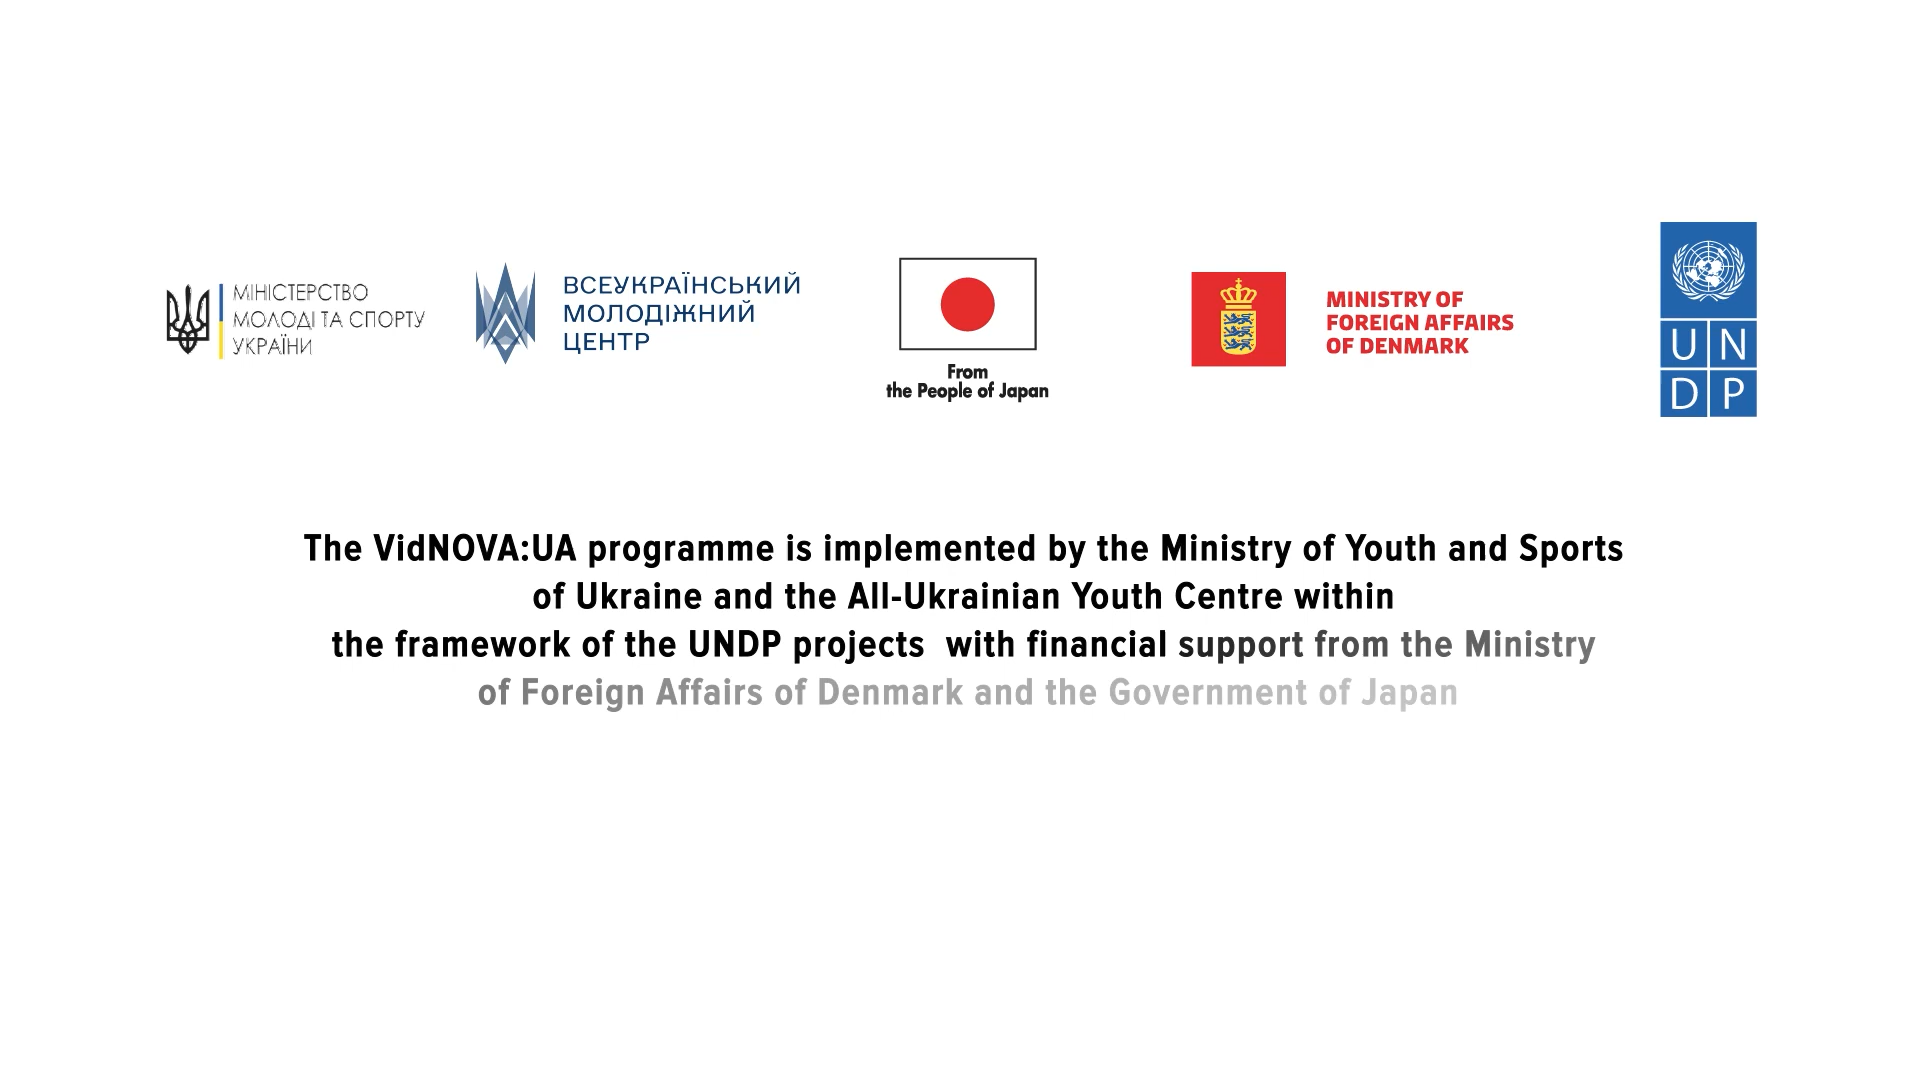 МІНІСТЕРСТВО
МОЛОДІ ТА СПОРТУ
УКРАЇНИ
ВСЕУКРАЇНСЬКИЙ
МОЛОДІЖНИЙ
ЦЕНТР
From
the People of Japan
MINISTRY OF
FOREIGN AFFAIRS
OF DENMARK
UN
DP
The VidNOVA:UA programme is implemented by the Ministry of Youth and Sports
of Ukraine and the All-Ukrainian Youth Centre within
the framework of the UNDP projects  with financial support from the Ministry
of Foreign Affairs of Denmark and the Government of Japan